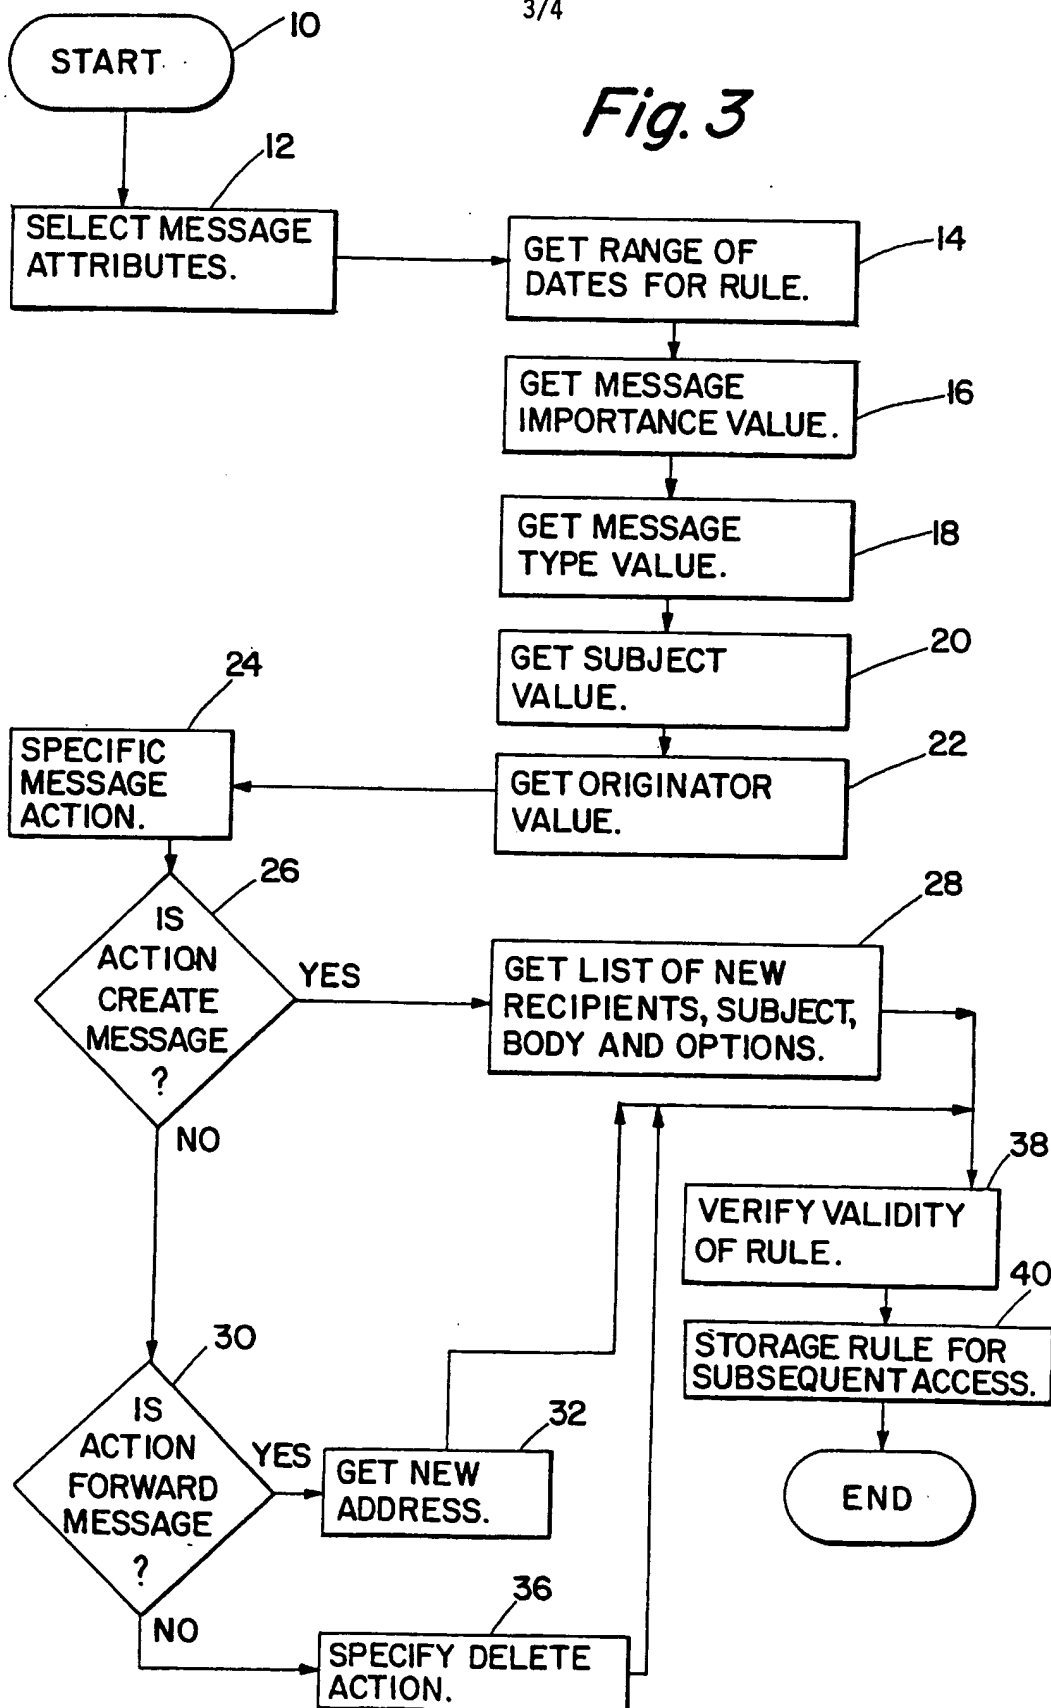 3/4
START
10
Fig. 3
12
SELECT MESSAGE
ATTRIBUTES.
GET RANGE OF
DATES FOR RULE.
14
GET MESSAGE
IMPORTANCE VALUE.
16
GET MESSAGE
TYPE VALUE.
18
GET SUBJECT
VALUE.
20
24
SPECIFIC
MESSAGE
ACTION.
GET ORIGINATOR
VALUE.
22
26
IS
ACTION
CREATE
MESSAGE
?
YES
NO
28
GET LIST OF NEW
RECIPIENTS, SUBJECT,
BODY AND OPTIONS.
38
VERIFY VALIDITY
OF RULE.
40
STORAGE RULE FOR
SUBSEQUENT ACCESS.
END
30
IS
ACTION
FORWARD
MESSAGE
?
YES
NO
32
GET NEW
ADDRESS.
36
SPECIFY DELETE
ACTION.